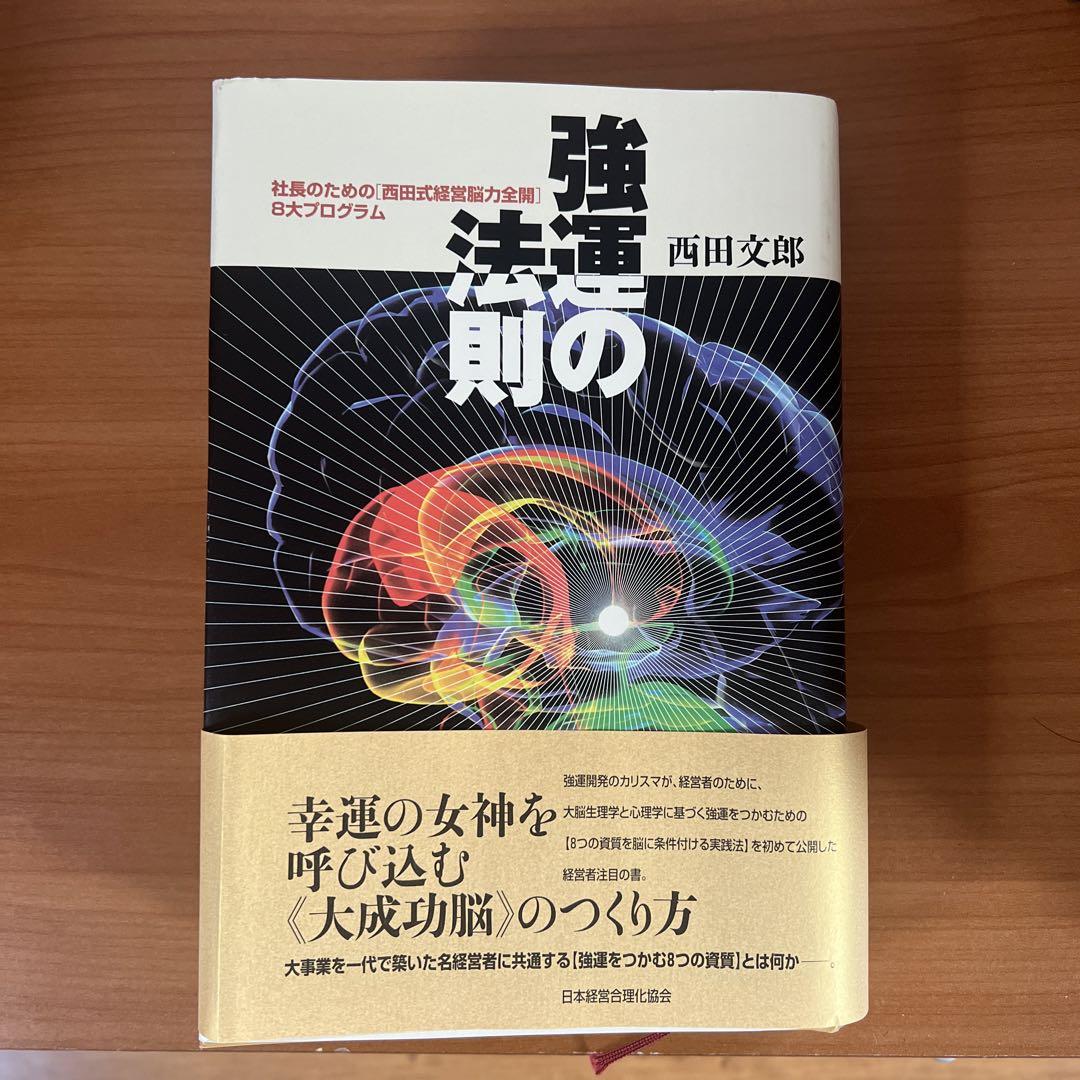 強運の
法則
社長のための[西田式経営脳力全開]
8大プログラム
西田文郎
幸運の女神を
呼び込む
《大成功脳》のつくり方
強運開発のカリスマが、経営者のために、
大脳生理学と心理学に基づく強運をつかむための
【8つの資質を脳に条件付ける実践法】を初めて公開した
経営者注目の書。
大事業を一代で築いた名経営者に共通する【強運をつかむ8つの資質】とは何か――。
日本経営合理化協会